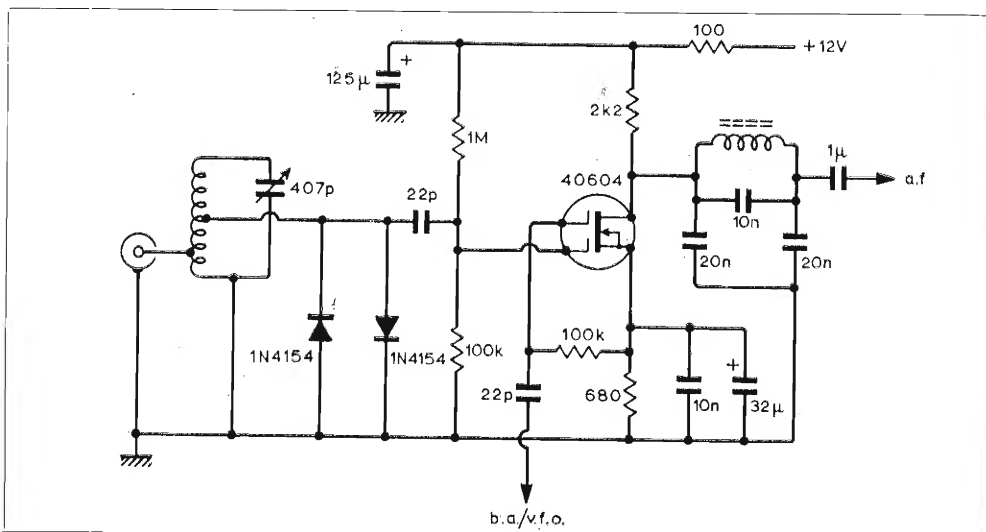 100
+12V
+
125µ
2k2
1M
1µ
407p
40604
a.f
22p
10n
20n
20n
1N4154
1N4154
100k
100k
+
22p
680
10n
32µ
b.a./v.f.o.